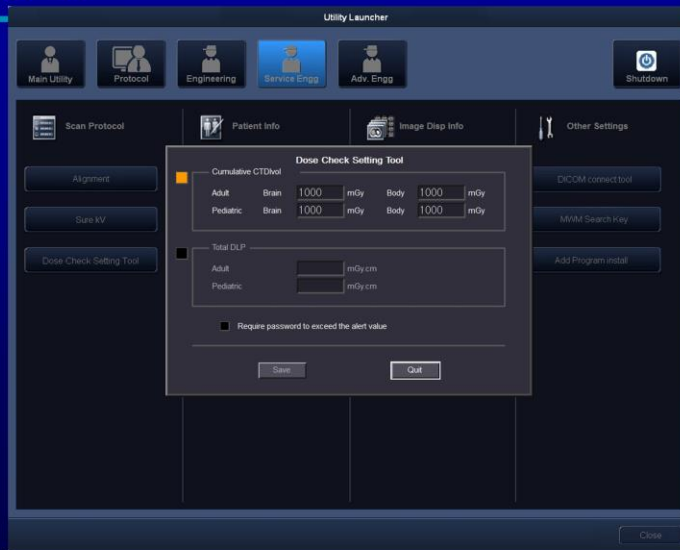 Utility Launcher
Main Utility Protocol Engineering Service Engg Adv. Engg Shutdown
Scan Protocol Patient Info Image Disp Info Other Settings
Alignment DICOM connect tool
Sure kV MWM Search Key
Dose Check Setting Tool Add Program install
Dose Check Setting Tool
Cumulative CTDIvol
Adult Brain 1000 mGy Body 1000 mGy
Pediatric Brain 1000 mGy Body 1000 mGy
Total DLP
Adult mGy.cm
Pediatric mGy.cm
Require password to exceed the alert value
Save Quit
Close